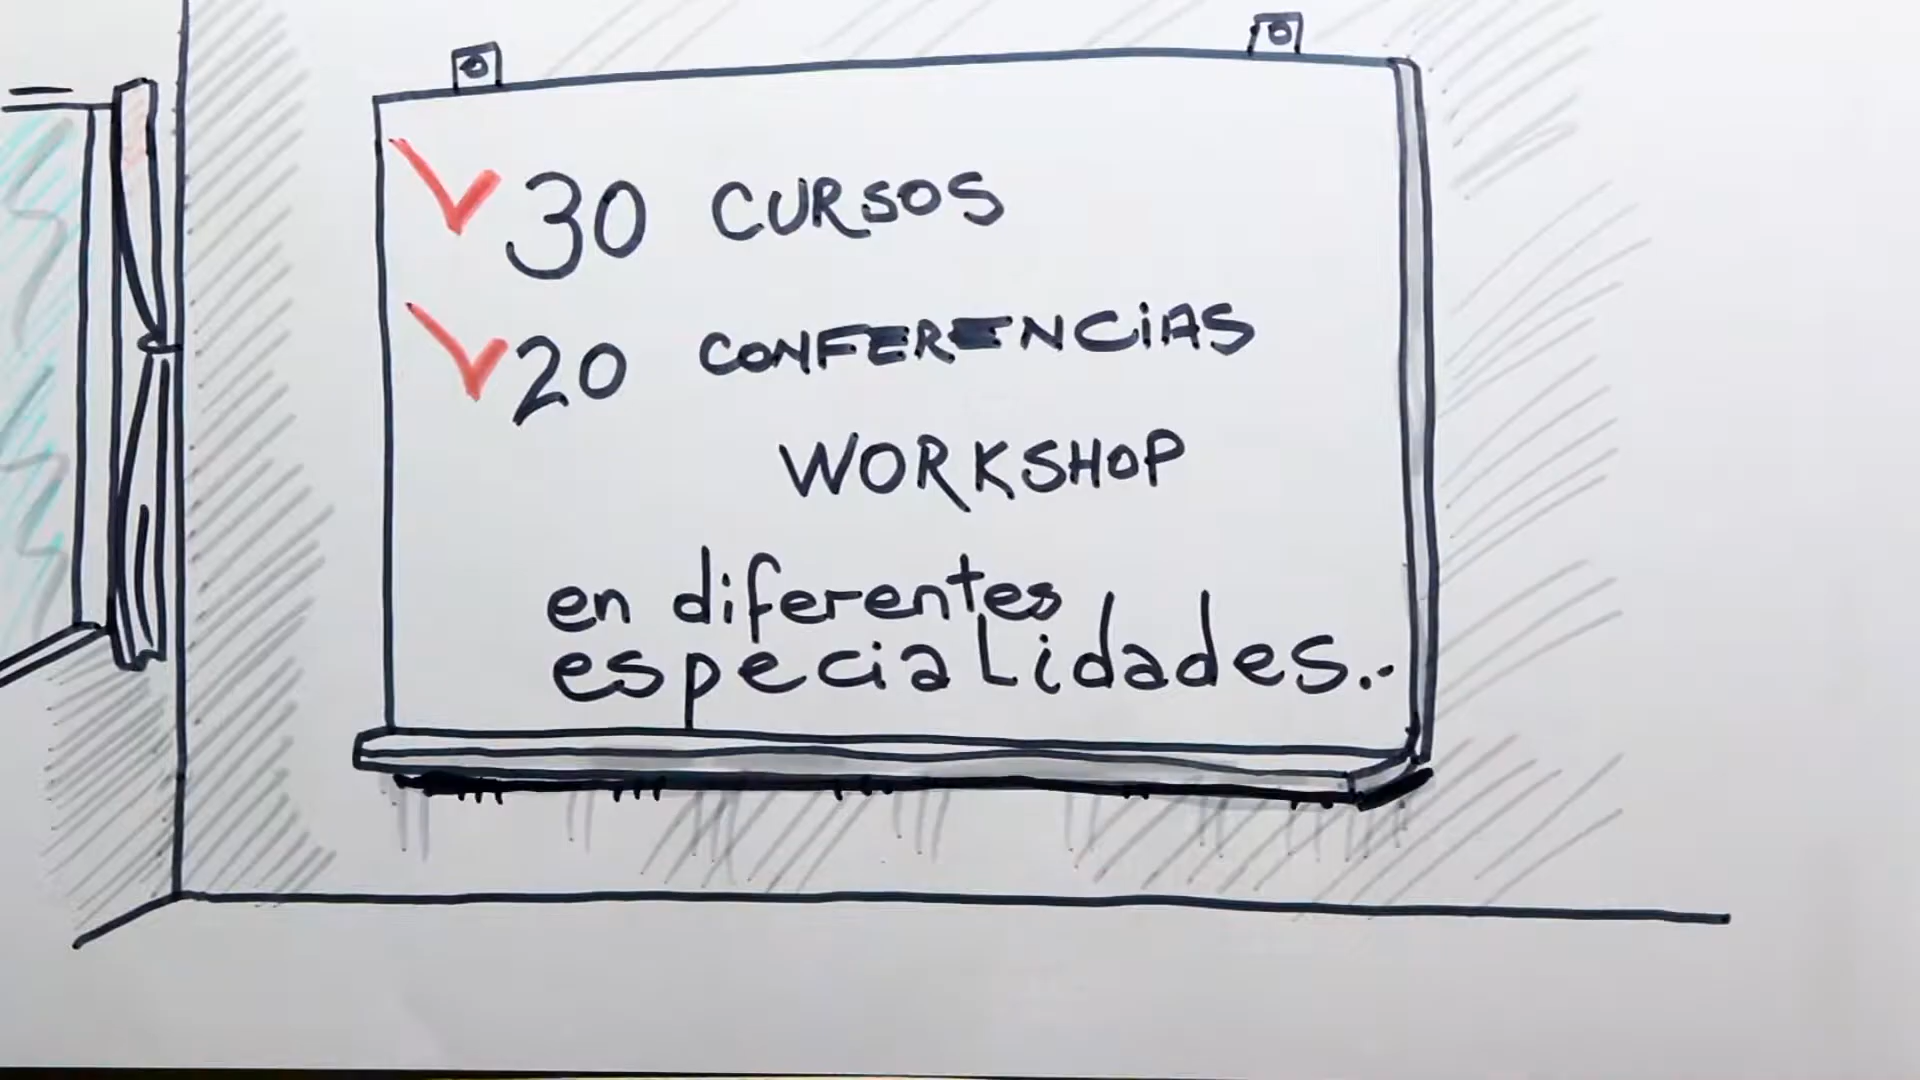 30 CURSOS
20 CONFERENCIAS
WORKSHOP
en diferentes
especialidades..